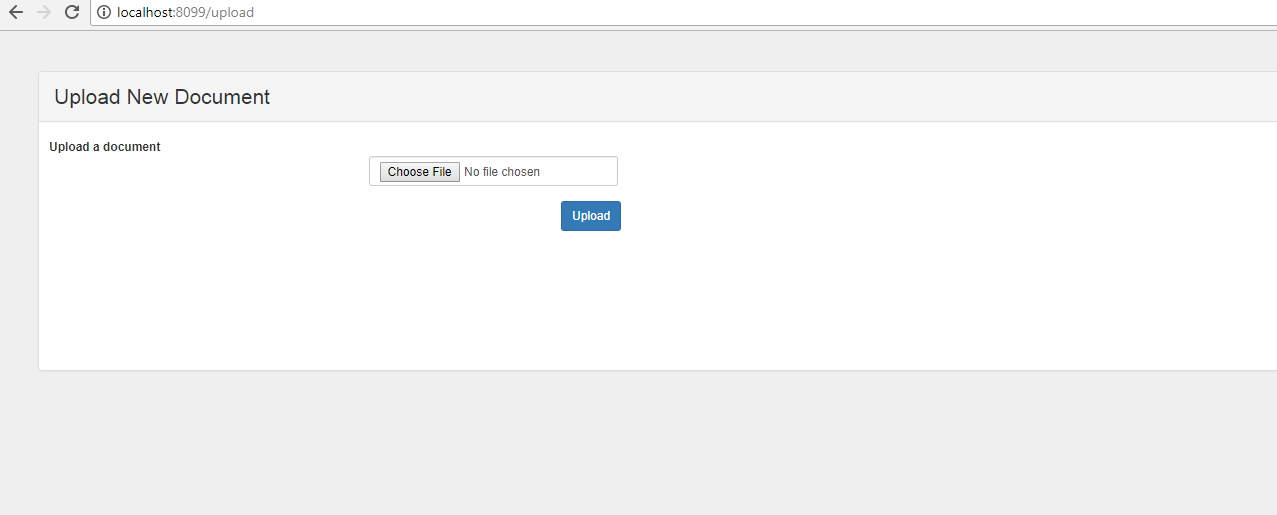 localhost:8099/upload
Upload New Document
Upload a document
Choose File No file chosen
Upload